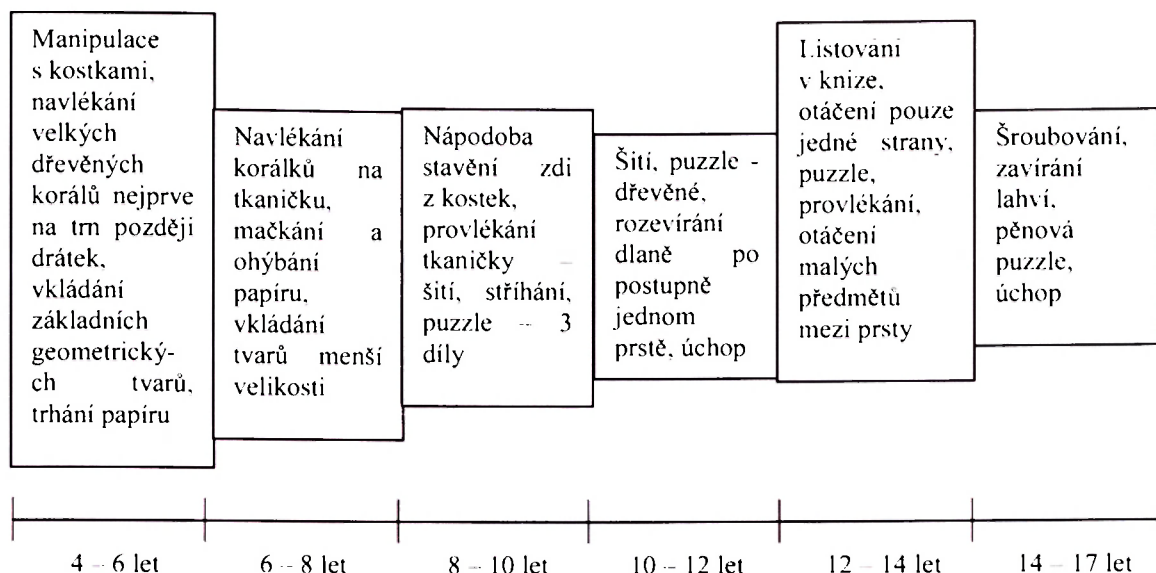 Manipulace
s kostkami,
navlékání
velkých
dřevěných
korálů nejprve
na trn později
drátek,
vkládání
základních
geometrický-
ch tvarů,
trhání papíru
Navlékání
korálků na
tkaničku,
mačkání a
ohýbání
papíru,
vkládání
tvarů menší
velikosti
Nápodoba
stavění zdi
z kostek,
provlékání
tkaničky –
šití, stříhání,
puzzle – 3
díly
Šití, puzzle -
dřevěné,
rozevírání
dlaně po
postupně
jednom
prstě, úchop
Listování
v knize,
otáčení pouze
jedné strany,
puzzle,
provlékání,
otáčení
malých
předmětů
mezi prsty
Šroubování,
zavírání
lahví,
pěnová
puzzle,
úchop
4 – 6 let
6 – 8 let
8 – 10 let
10 – 12 let
12 – 14 let
14 – 17 let